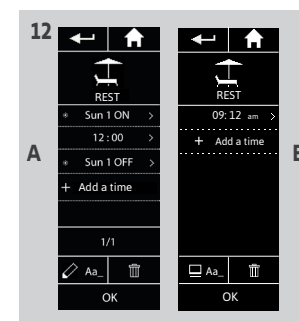 12
A
REST
Sun 1 ON >
12:00 >
Sun 1 OFF >
+ Add a time
1/1
Aa_
OK
REST
09:12 am >
+ Add a time
Aa_
OK